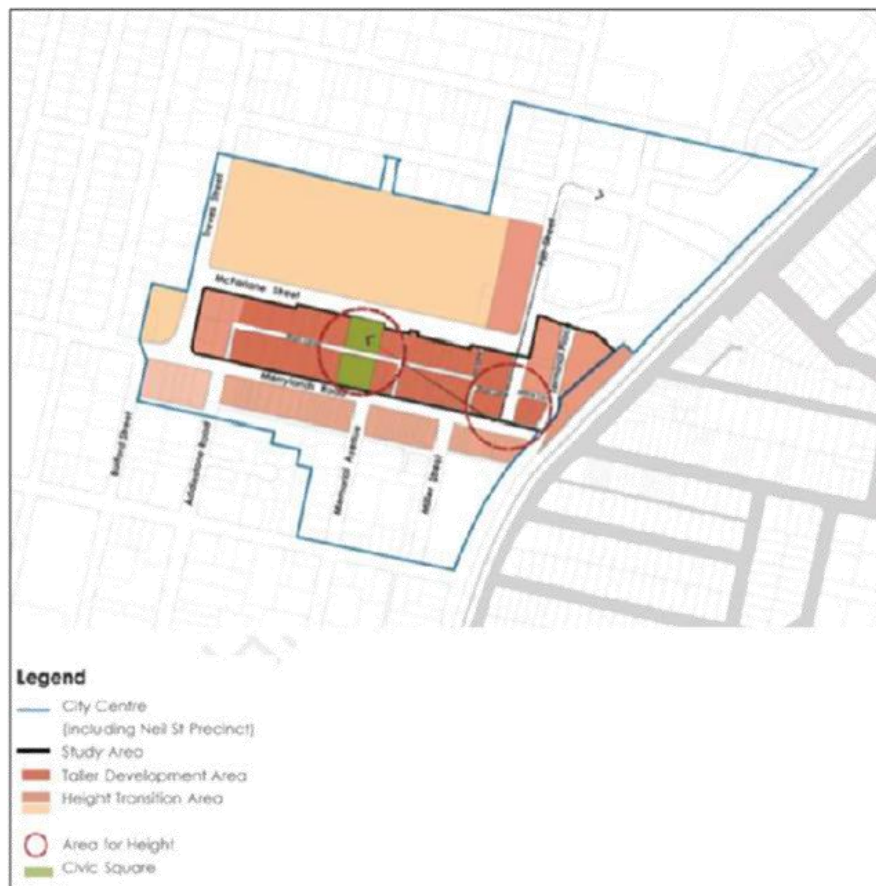 Treves Street
Pitt Street
McFarlane Street
Merrylands Road
Terminal Place
Addlestone Road
Memorial Avenue
Miller Street
Legend
City Centre
(including Neil St Precinct)
Study Area
Taller Development Area
Height Transition Area
Area for Height
Civic Square